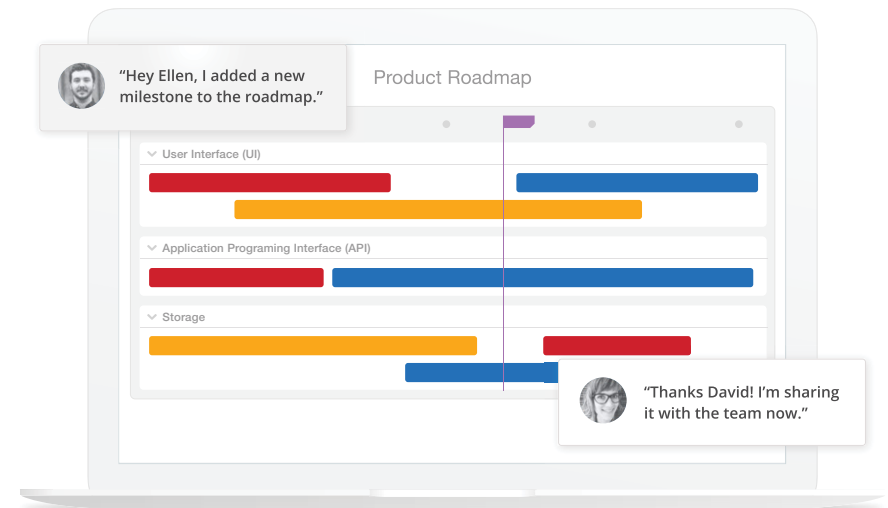 “Hey Ellen, I added a new
milestone to the roadmap.”
Product Roadmap
User Interface (UI)
Application Programing Interface (API)
Storage
“Thanks David! I’m sharing
it with the team now.”